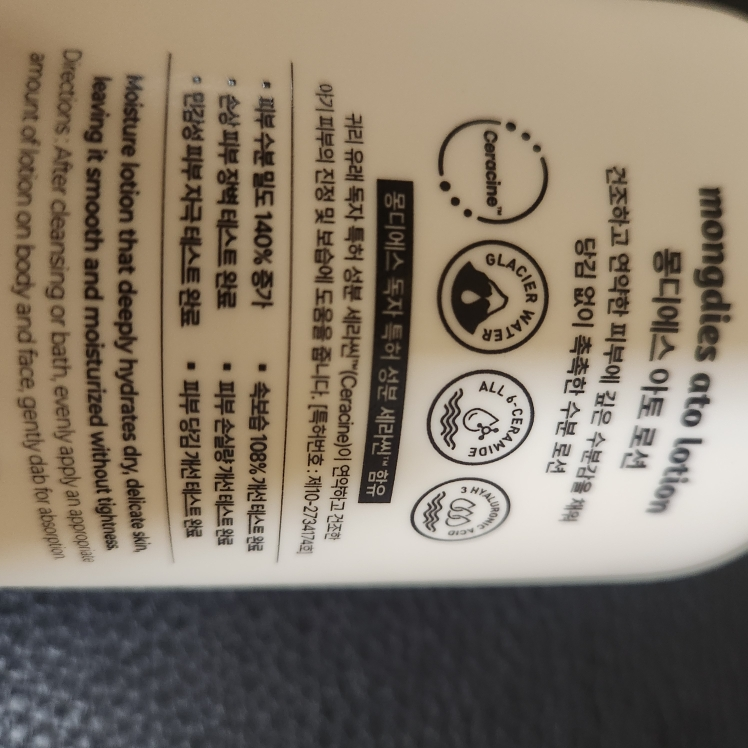 mongdies ato lotion
몽디에스 아토 로션
건조하고 연약한 피부에 깊은 수분감을 채워
당김 없이 촉촉한 수분 로션
Ceracine™
GLACIER WATER
ALL 6-CERAMIDE
3 HYALURONIC ACID
몽디에스 독자 특허 성분 세라씬™ 함유
귀리 유래 독자 특허 성분 세라씬™(Ceracine)이 연약하고 건조한
아기 피부의 진정 및 보습에 도움을 줍니다. [특허번호 : 제10-2734174호]
• 피부 수분 밀도 140% 증가
▪ 속보습 108% 개선 테스트 완료
• 손상 피부 장벽 테스트 완료
▪ 피부 손실량 개선 테스트 완료
• 민감성 피부 자극 테스트 완료
▪ 피부 당김 개선 테스트 완료
Moisture lotion that deeply hydrates dry, delicate skin,
leaving it smooth and moisturized without tightness.
Directions : After cleansing or bath, evenly apply an appropriate
amount of lotion on body and face, gently dab for absorption.